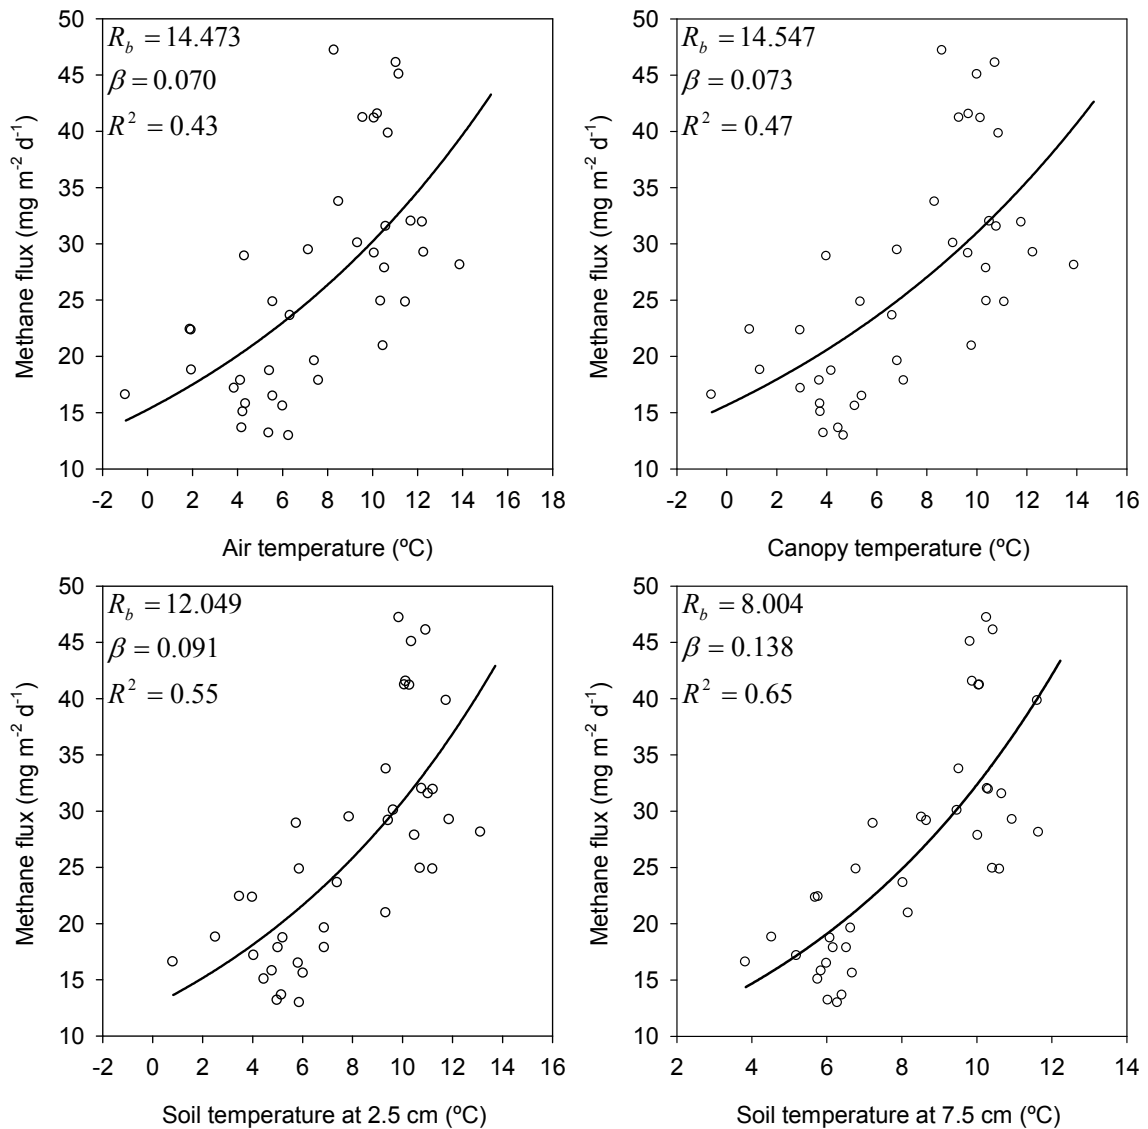 R_b = 14.473
β = 0.070
R² = 0.43
Methane flux (mg m⁻² d⁻¹)
50
45
40
35
30
25
20
15
10
-2 0 2 4 6 8 10 12 14 16 18
Air temperature (ºC)
R_b = 14.547
β = 0.073
R² = 0.47
Methane flux (mg m⁻² d⁻¹)
50
45
40
35
30
25
20
15
10
-2 0 2 4 6 8 10 12 14 16
Canopy temperature (ºC)
R_b = 12.049
β = 0.091
R² = 0.55
Methane flux (mg m⁻² d⁻¹)
50
45
40
35
30
25
20
15
10
-2 0 2 4 6 8 10 12 14 16
Soil temperature at 2.5 cm (ºC)
R_b = 8.004
β = 0.138
R² = 0.65
Methane flux (mg m⁻² d⁻¹)
50
45
40
35
30
25
20
15
10
2 4 6 8 10 12 14
Soil temperature at 7.5 cm (ºC)